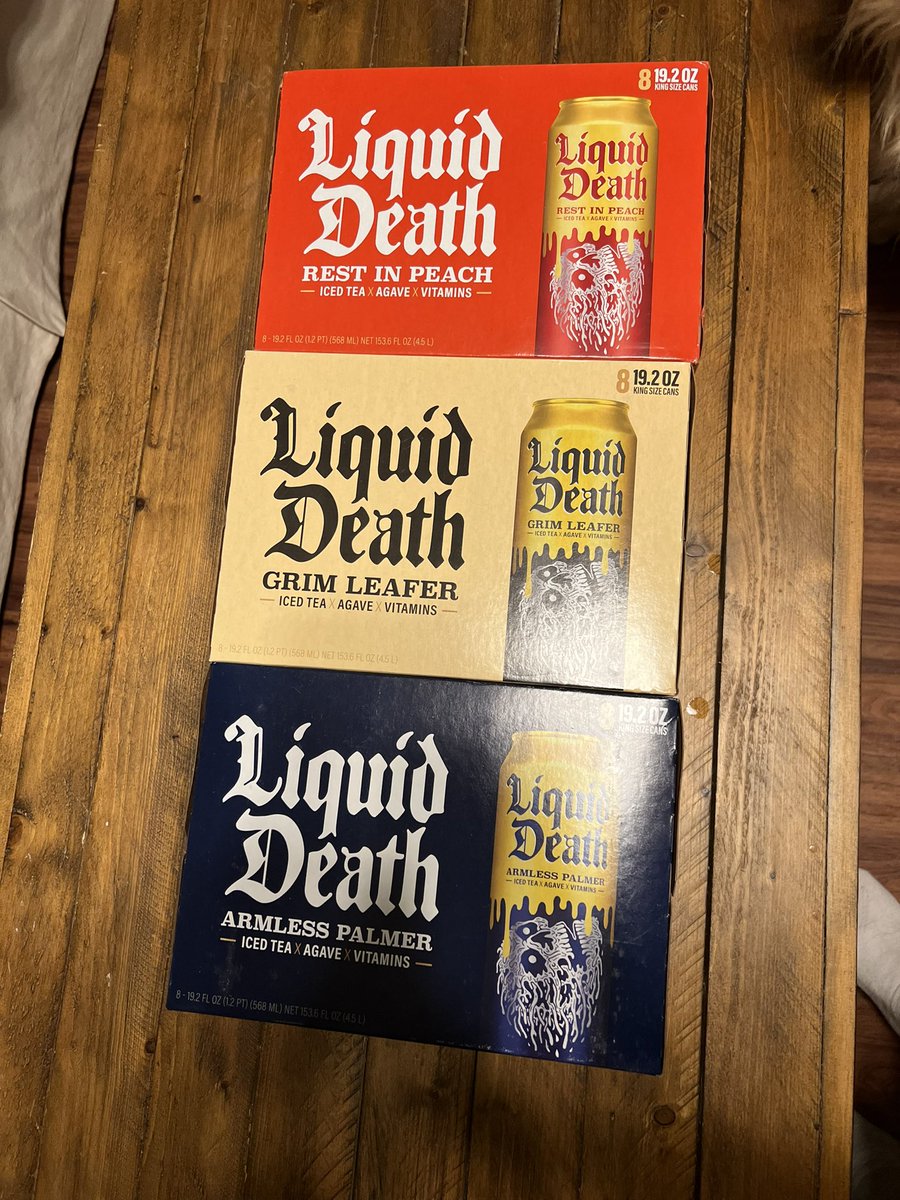 8 19.2 OZ
KING SIZE CANS
Liquid
Death
REST IN PEACH
ICED TEA X AGAVE X VITAMINS
8 - 19.2 FL OZ (1.2 PT) (568 ML) NET 153.6 FL OZ (4.5 L)
Liquid
Death
REST IN PEACH
ICED TEA X AGAVE X VITAMINS
8 19.2 OZ
KING SIZE CANS
Liquid
Death
GRIM LEAFER
ICED TEA X AGAVE X VITAMINS
8 - 19.2 FL OZ (1.2 PT) (568 ML) NET 153.6 FL OZ (4.5 L)
Liquid
Death
GRIM LEAFER
ICED TEA X AGAVE X VITAMINS
8 19.2 OZ
KING SIZE CANS
Liquid
Death
ARMLESS PALMER
ICED TEA X AGAVE X VITAMINS
8 - 19.2 FL OZ (1.2 PT) (568 ML) NET 153.6 FL OZ (4.5 L)
Liquid
Death
ARMLESS PALMER
ICED TEA X AGAVE X VITAMINS